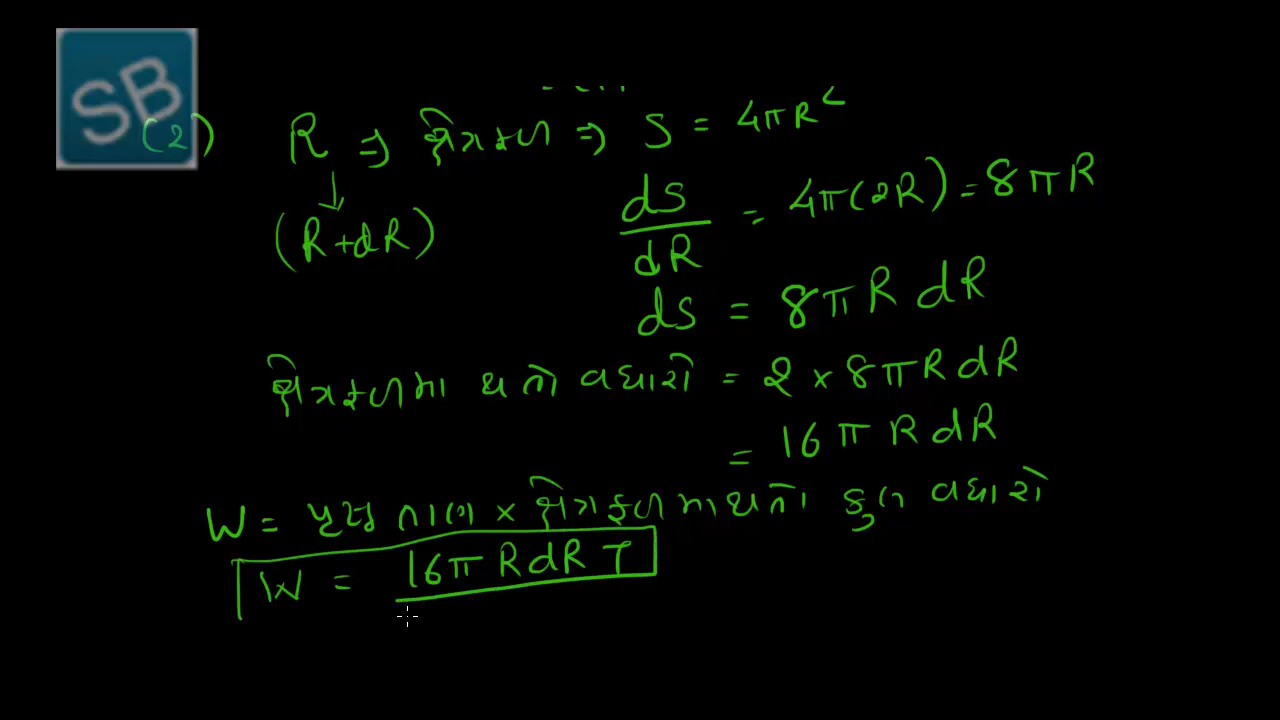 SB
(2) R ⇒ ક્ષેત્રફળ ⇒ S = 4πR²
↓
(R+dR)
ds/dR = 4π(2R) = 8πR
ds = 8πR dR
ક્ષેત્રફળમા થતો વધારો = 2 × 8πR dR
= 16πR dR
W = પૃષ્ઠ તાણ × ક્ષેત્રફળમા થતો કુલ વધારો
W = 16πR dR T